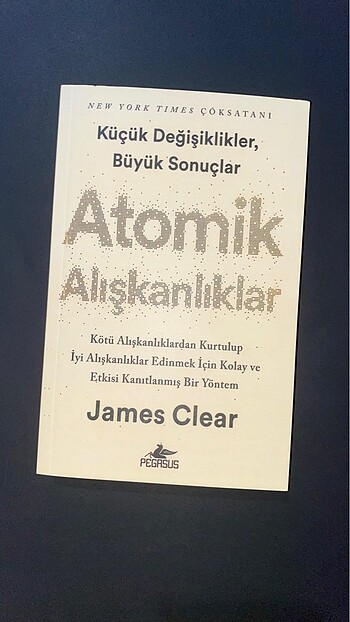 NEW YORK TIMES ÇOKSATANI
Küçük Değişiklikler,
Büyük Sonuçlar
Atomik
Alışkanlıklar
Kötü Alışkanlıklardan Kurtulup
İyi Alışkanlıklar Edinmek İçin Kolay ve
Etkisi Kanıtlanmış Bir Yöntem
James Clear
PEGASUS